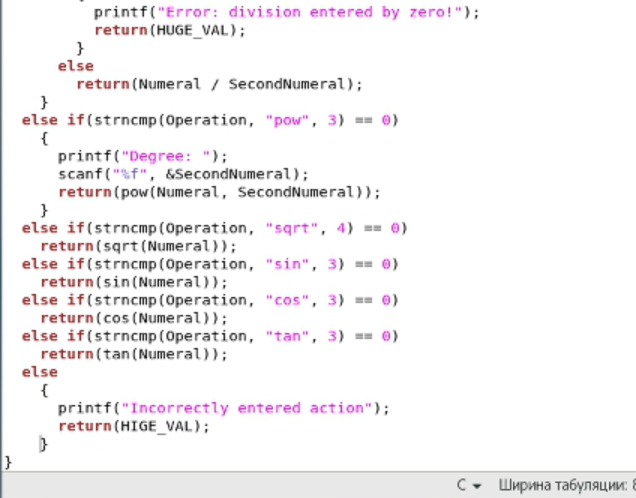 printf("Error: division entered by zero!");
return(HUGE_VAL);
}
else
return(Numeral / SecondNumeral);
}
else if(strncmp(Operation, "pow", 3) == 0)
{
printf("Degree: ");
scanf("%f", &SecondNumeral);
return(pow(Numeral, SecondNumeral));
}
else if(strncmp(Operation, "sqrt", 4) == 0)
return(sqrt(Numeral));
else if(strncmp(Operation, "sin", 3) == 0)
return(sin(Numeral));
else if(strncmp(Operation, "cos", 3) == 0)
return(cos(Numeral));
else if(strncmp(Operation, "tan", 3) == 0)
return(tan(Numeral));
else
{
printf("Incorrectly entered action");
return(HIGE_VAL);
}
}
C Ширина табуляции: 8